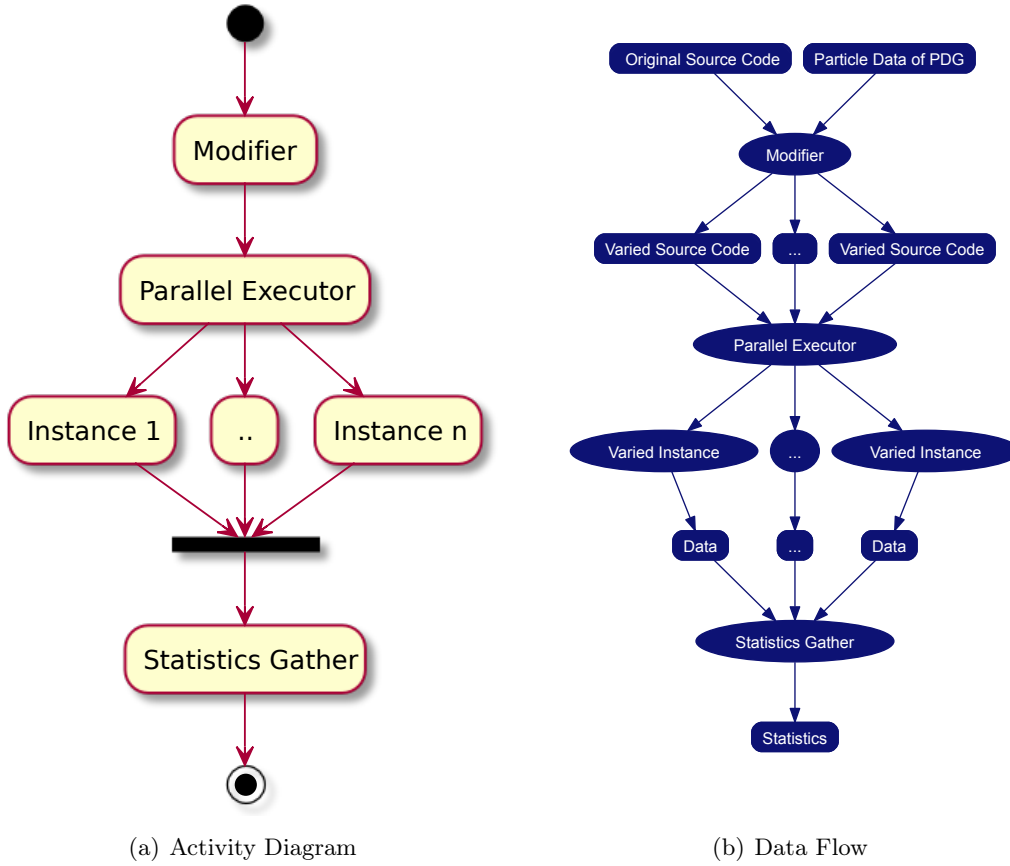 Modifier
Parallel Executor
Instance 1
..
Instance n
Statistics Gather
(a) Activity Diagram
Original Source Code
Particle Data of PDG
Modifier
Varied Source Code
...
Varied Source Code
Parallel Executor
Varied Instance
...
Varied Instance
Data
...
Data
Statistics Gather
Statistics
(b) Data Flow